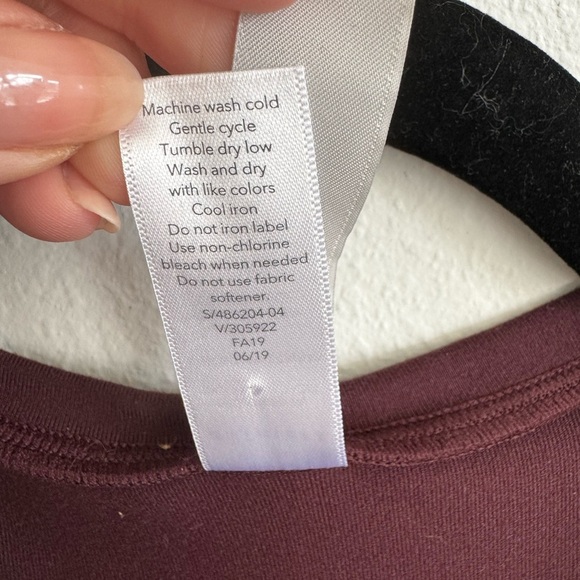 Machine wash cold
Gentle cycle
Tumble dry low
Wash and dry
with like colors
Cool iron
Do not iron label
Use non-chlorine
bleach when needed
Do not use fabric
softener.
S/486204-04
V/305922
FA19
06/19